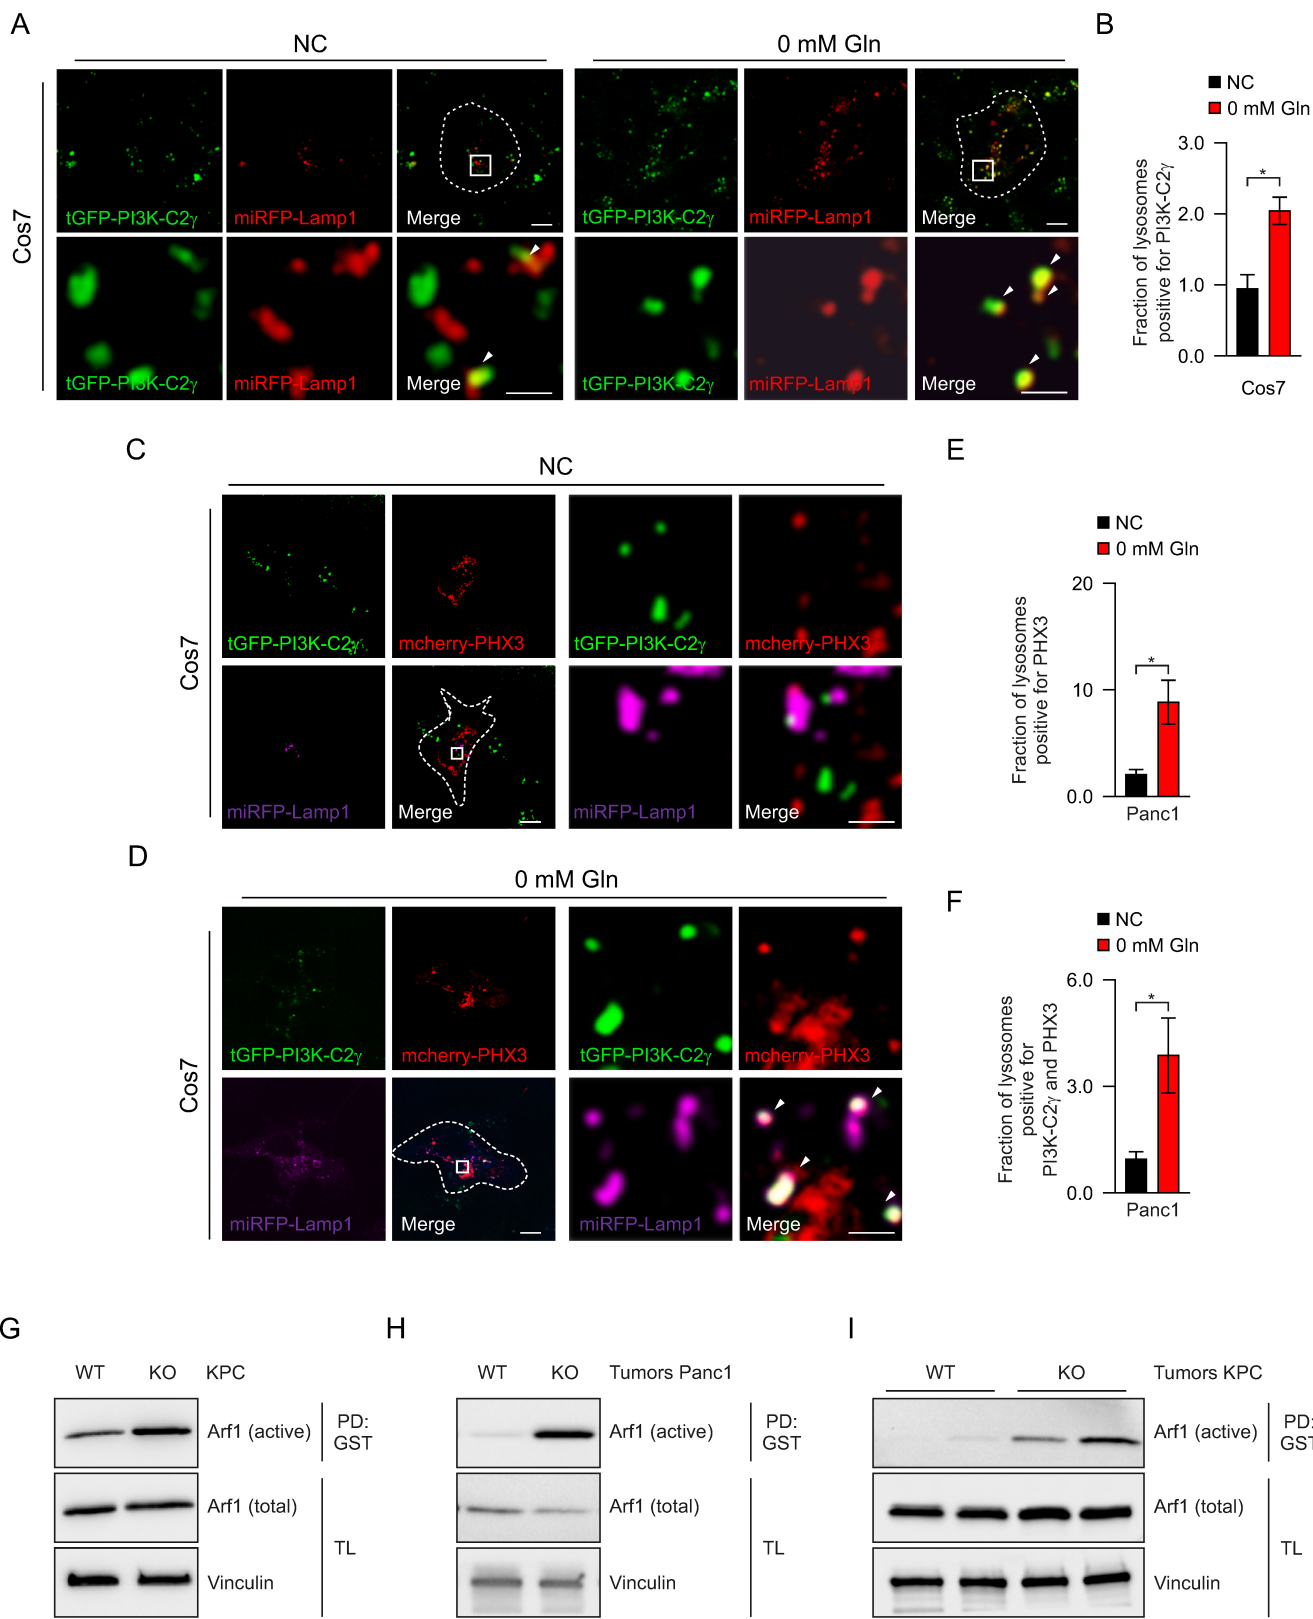 A
NC
0 mM Gln
Cos7
tGFP-PI3K-C2γ
miRFP-Lamp1
Merge
tGFP-PI3K-C2γ
miRFP-Lamp1
Merge
tGFP-PI3K-C2γ
miRFP-Lamp1
Merge
tGFP-PI3K-C2γ
miRFP-Lamp1
Merge
B
NC
0 mM Gln
Fraction of lysosomes
positive for PI3K-C2γ
3.0
2.0
1.0
0.0
*
Cos7
C
NC
Cos7
tGFP-PI3K-C2γ
mcherry-PHX3
tGFP-PI3K-C2γ
mcherry-PHX3
miRFP-Lamp1
Merge
miRFP-Lamp1
Merge
E
NC
0 mM Gln
Fraction of lysosomes
positive for PHX3
20
10
0.0
*
Panc1
D
0 mM Gln
Cos7
tGFP-PI3K-C2γ
mcherry-PHX3
tGFP-PI3K-C2γ
mcherry-PHX3
miRFP-Lamp1
Merge
miRFP-Lamp1
Merge
F
NC
0 mM Gln
Fraction of lysosomes
positive for
PI3K-C2γ and PHX3
6.0
3.0
0.0
*
Panc1
G
WT KO KPC
Arf1 (active)
PD:
GST
Arf1 (total)
TL
Vinculin
H
WT KO Tumors Panc1
Arf1 (active)
PD:
GST
Arf1 (total)
TL
Vinculin
I
WT KO Tumors KPC
Arf1 (active)
PD:
GST
Arf1 (total)
TL
Vinculin